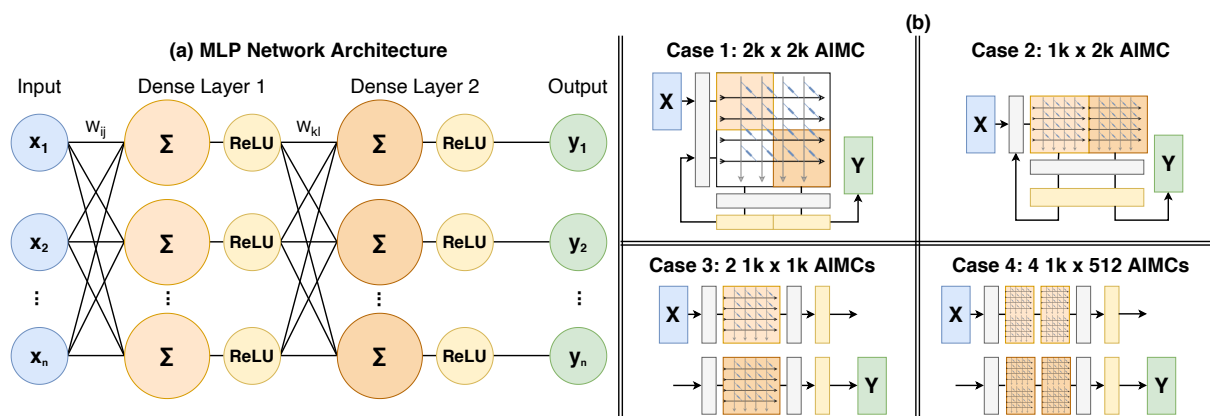 (a) MLP Network Architecture
Input
Dense Layer 1
Dense Layer 2
Output
x₁
wᵢⱼ
Σ
ReLU
wₖₗ
Σ
ReLU
y₁
x₂
Σ
ReLU
Σ
ReLU
y₂
⋮
⋮
⋮
⋮
xₙ
Σ
ReLU
Σ
ReLU
yₙ
(b)
Case 1: 2k x 2k AIMC
X
Y
Case 2: 1k x 2k AIMC
X
Y
Case 3: 2 1k x 1k AIMCs
X
Y
Case 4: 4 1k x 512 AIMCs
X
Y